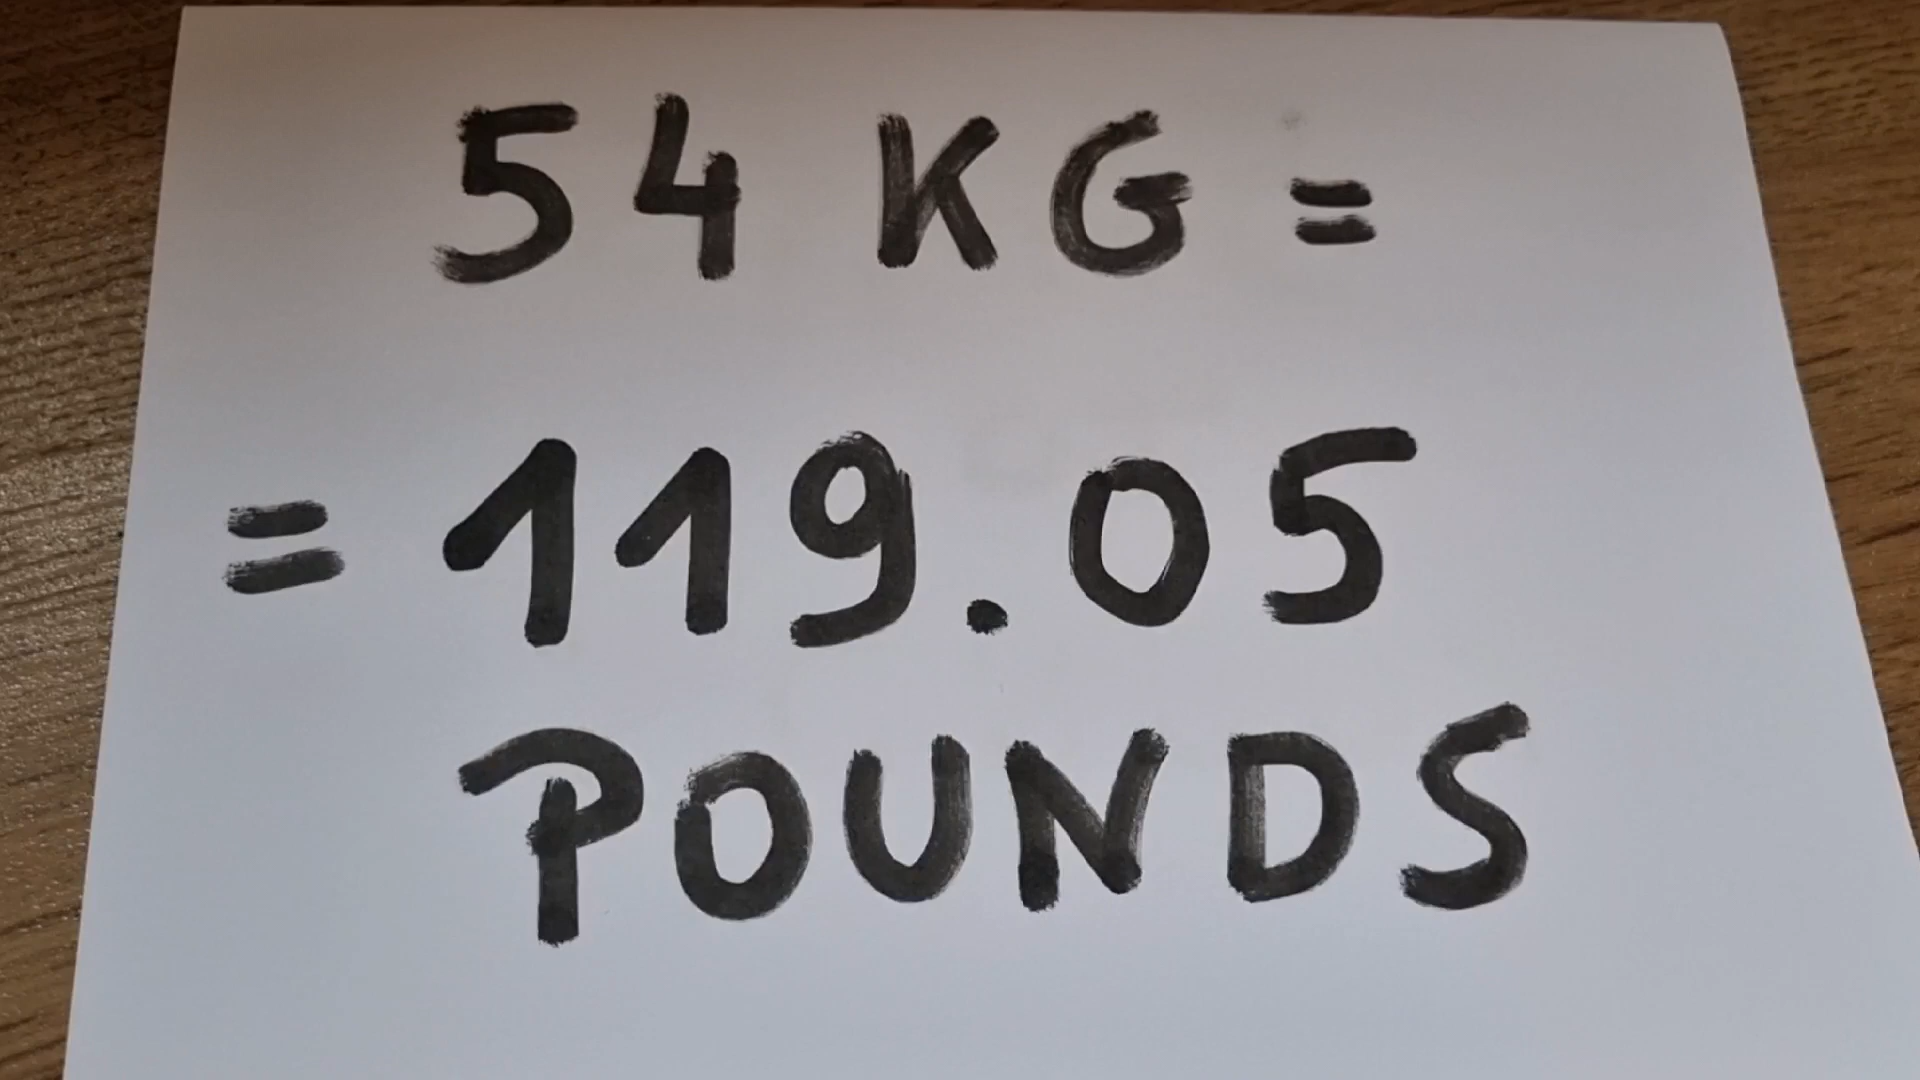 54 KG =
= 119.05
POUNDS